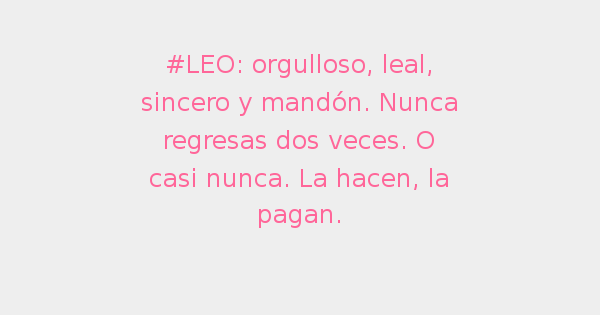 #LEO: orgulloso, leal,
sincero y mandón. Nunca
regresas dos veces. O
casi nunca. La hacen, la
pagan.